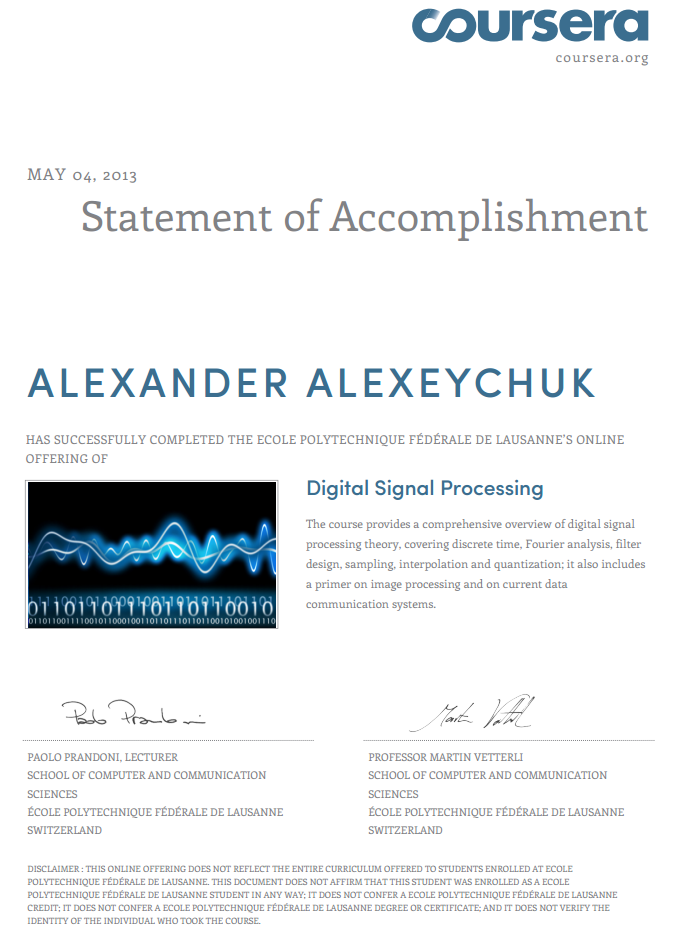 coursera
coursera.org
MAY 04, 2013
Statement of Accomplishment
ALEXANDER ALEXEYCHUK
HAS SUCCESSFULLY COMPLETED THE ECOLE POLYTECHNIQUE FÉDÉRALE DE LAUSANNE'S ONLINE
OFFERING OF
Digital Signal Processing
The course provides a comprehensive overview of digital signal
processing theory, covering discrete time, Fourier analysis, filter
design, sampling, interpolation and quantization; it also includes
a primer on image processing and on current data
communication systems.
Paolo Prandoni
Martin Vetterli
PAOLO PRANDONI, LECTURER
SCHOOL OF COMPUTER AND COMMUNICATION
SCIENCES
ÉCOLE POLYTECHNIQUE FÉDÉRALE DE LAUSANNE
SWITZERLAND
PROFESSOR MARTIN VETTERLI
SCHOOL OF COMPUTER AND COMMUNICATION
SCIENCES
ÉCOLE POLYTECHNIQUE FÉDÉRALE DE LAUSANNE
SWITZERLAND
DISCLAIMER : THIS ONLINE OFFERING DOES NOT REFLECT THE ENTIRE CURRICULUM OFFERED TO STUDENTS ENROLLED AT ECOLE
POLYTECHNIQUE FÉDÉRALE DE LAUSANNE. THIS DOCUMENT DOES NOT AFFIRM THAT THIS STUDENT WAS ENROLLED AS A ECOLE
POLYTECHNIQUE FÉDÉRALE DE LAUSANNE STUDENT IN ANY WAY; IT DOES NOT CONFER A ECOLE POLYTECHNIQUE FÉDÉRALE DE LAUSANNE
CREDIT; IT DOES NOT CONFER A ECOLE POLYTECHNIQUE FÉDÉRALE DE LAUSANNE DEGREE OR CERTIFICATE; AND IT DOES NOT VERIFY THE
IDENTITY OF THE INDIVIDUAL WHO TOOK THE COURSE.